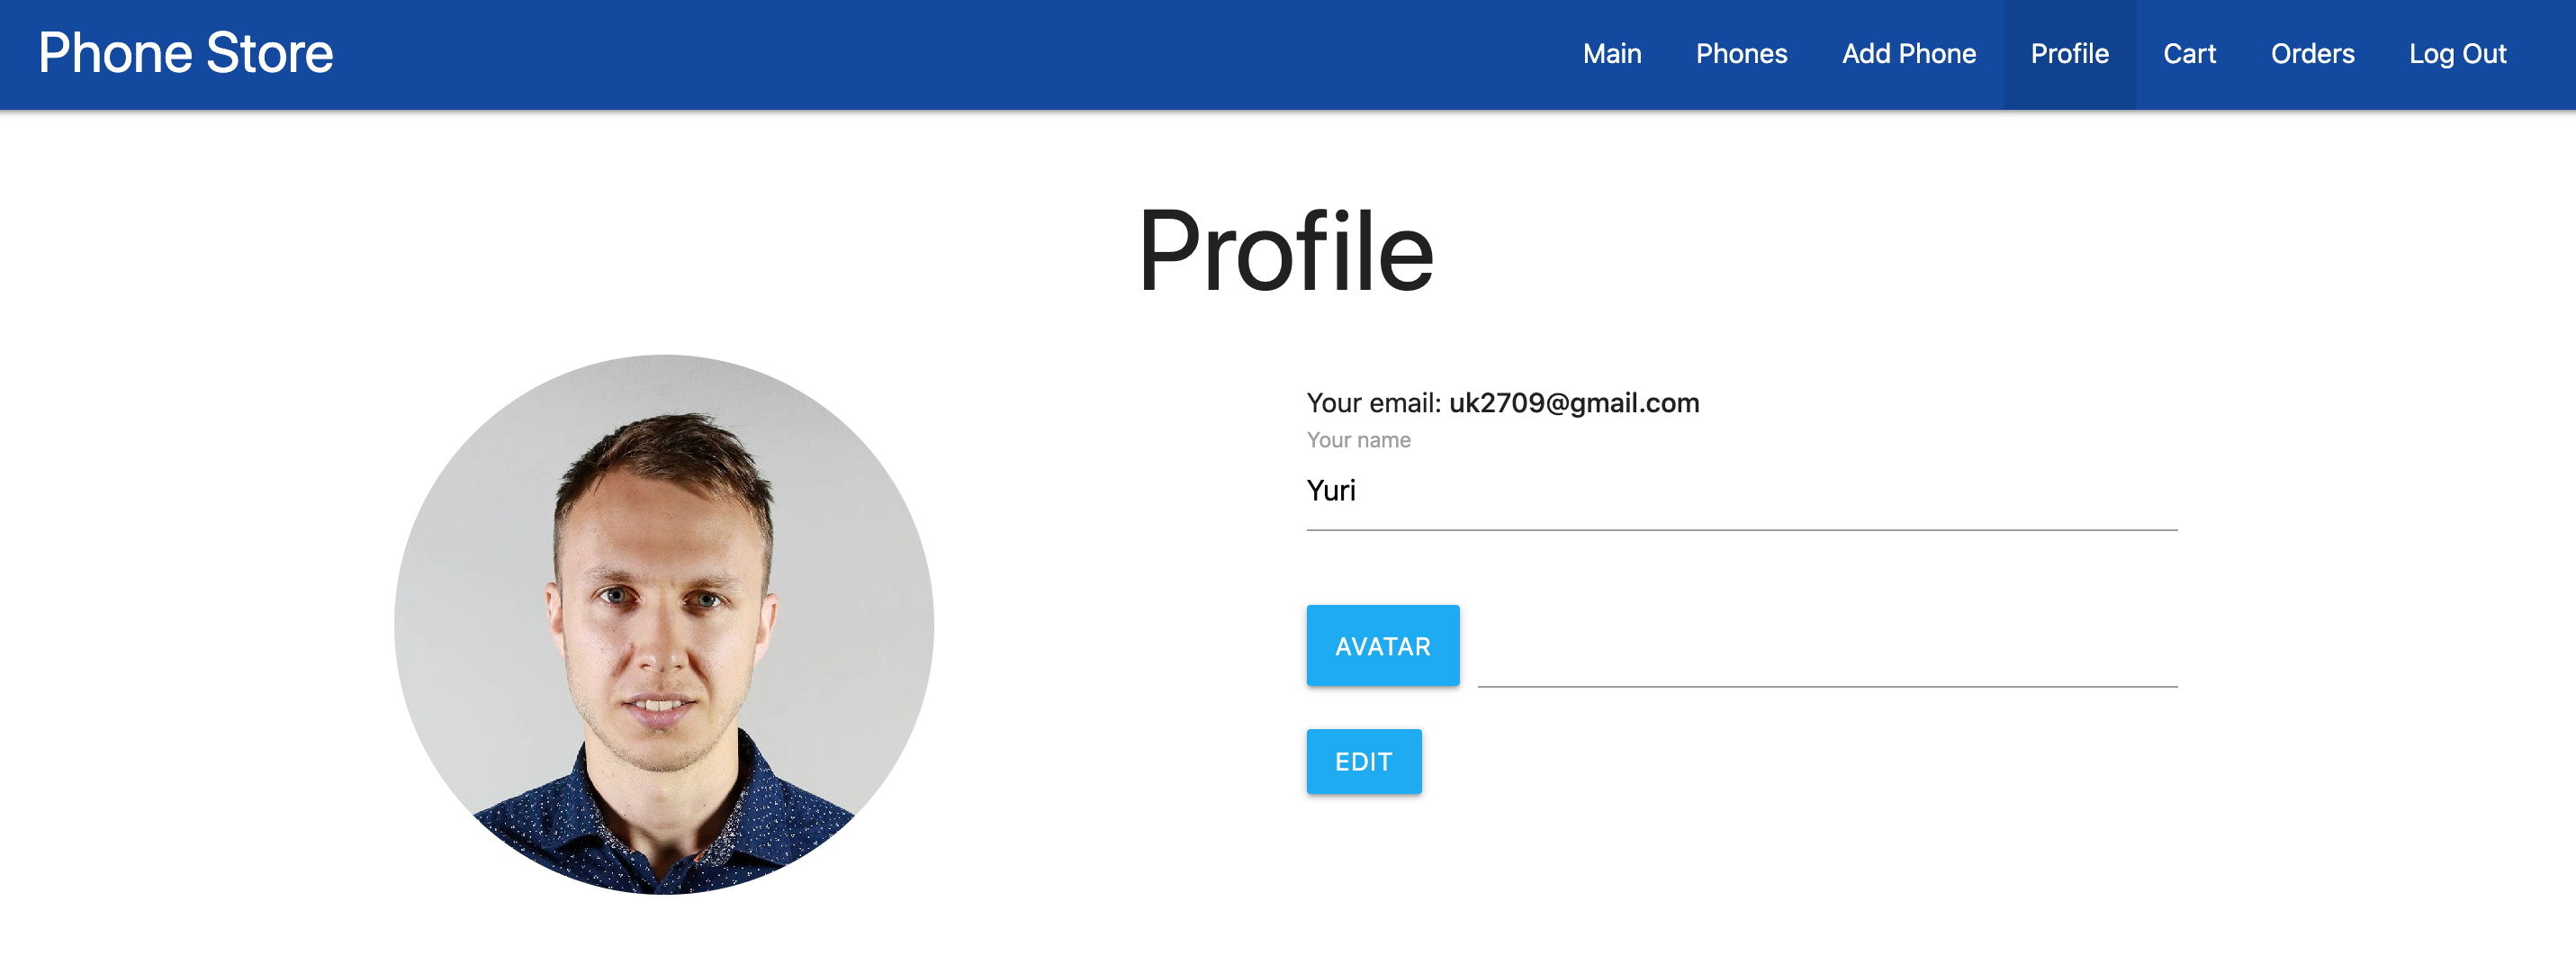 Phone Store
Main Phones Add Phone Profile Cart Orders Log Out
Profile
Your email: uk2709@gmail.com
Your name
Yuri
AVATAR
EDIT